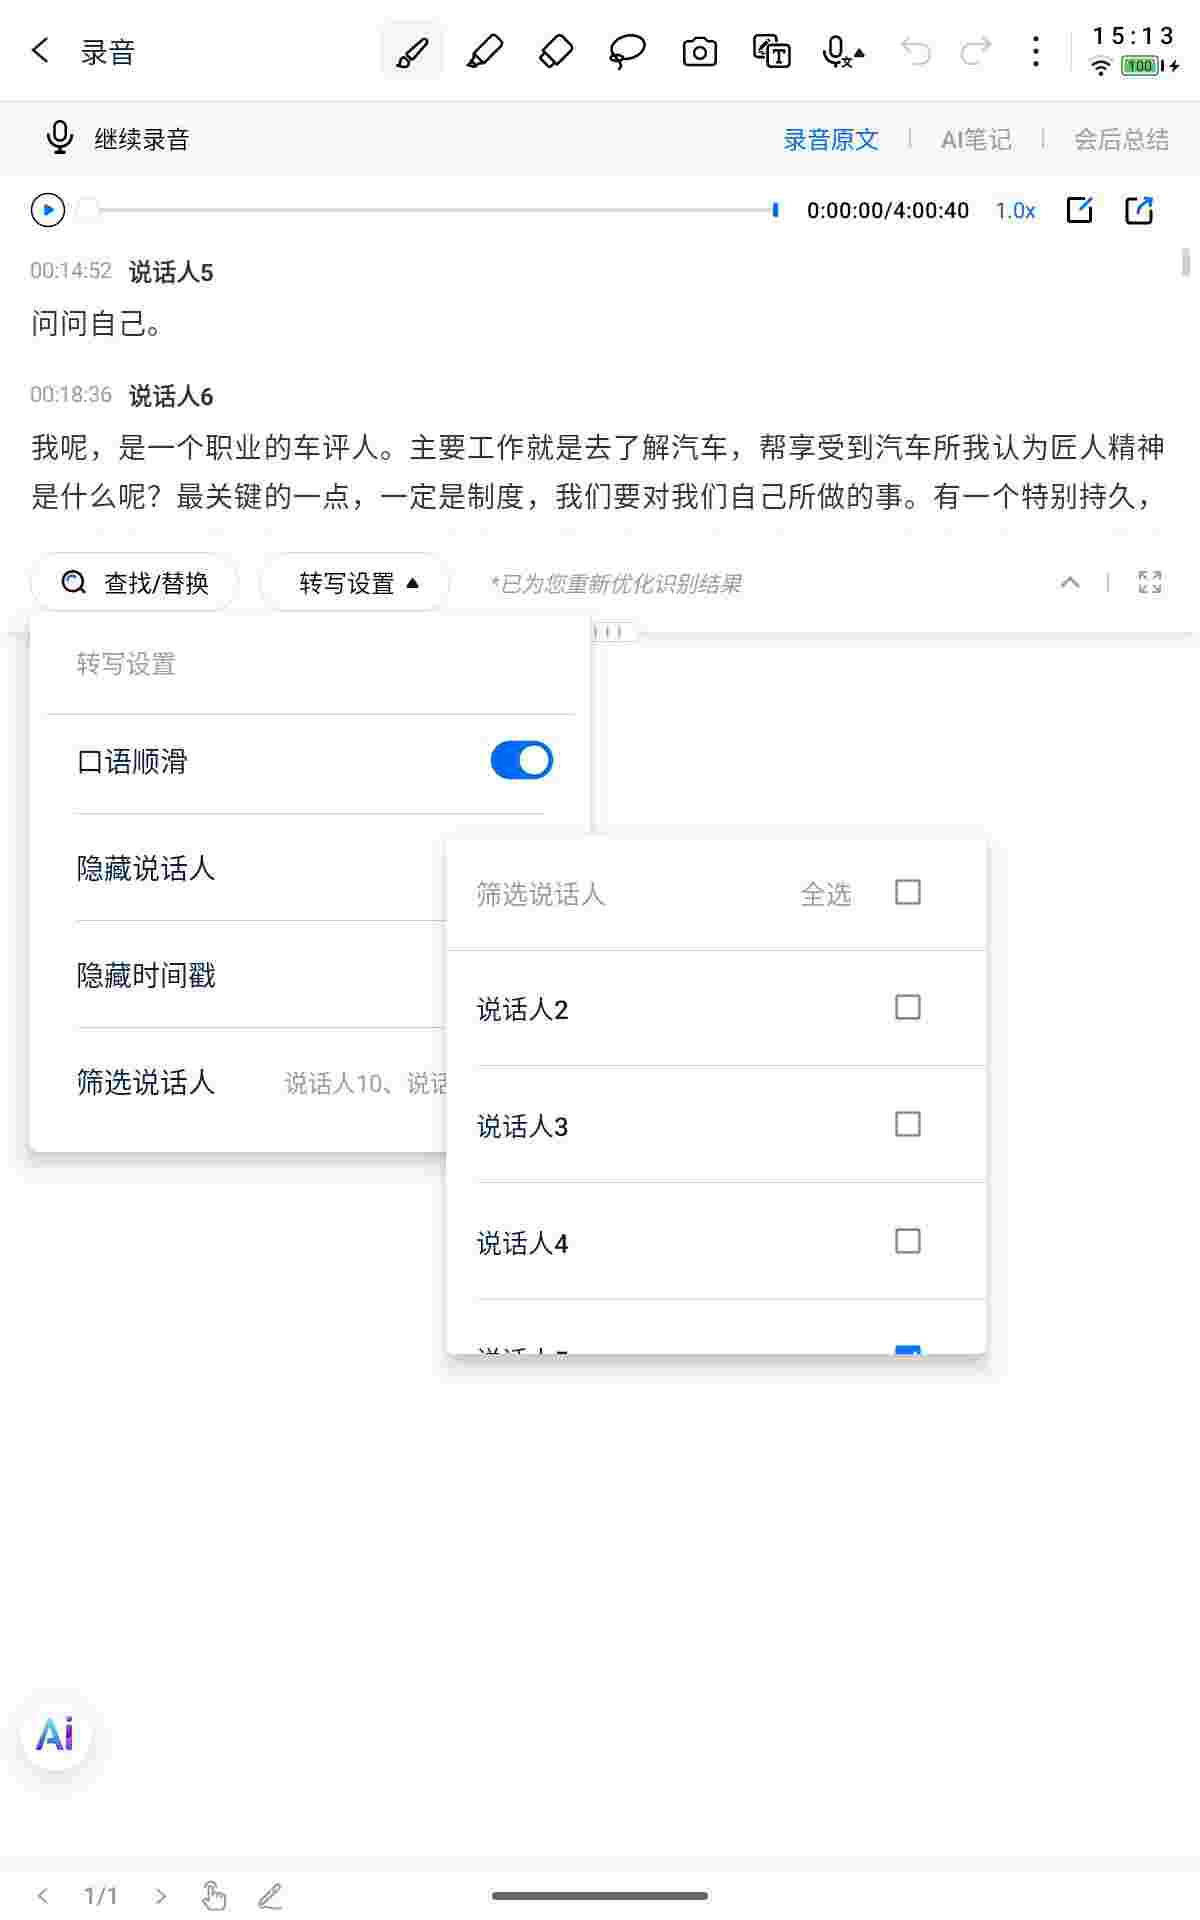 录音
15:13
100
继续录音
录音原文
AI笔记
会后总结
0:00:00/4:00:40
1.0x
00:14:52 说话人5
问问自己。
00:18:36 说话人6
我呢，是一个职业的车评人。主要工作就是去了解汽车，帮享受到汽车所我认为匠人精神
是什么呢？最关键的一点，一定是制度，我们要对我们自己所做的事。有一个特别持久，
查找/替换
转写设置
*已为您重新优化识别结果
转写设置
口语顺滑
隐藏说话人
隐藏时间戳
筛选说话人 说话人10、说话
筛选说话人 全选
说话人2
说话人3
说话人4
Ai
1/1